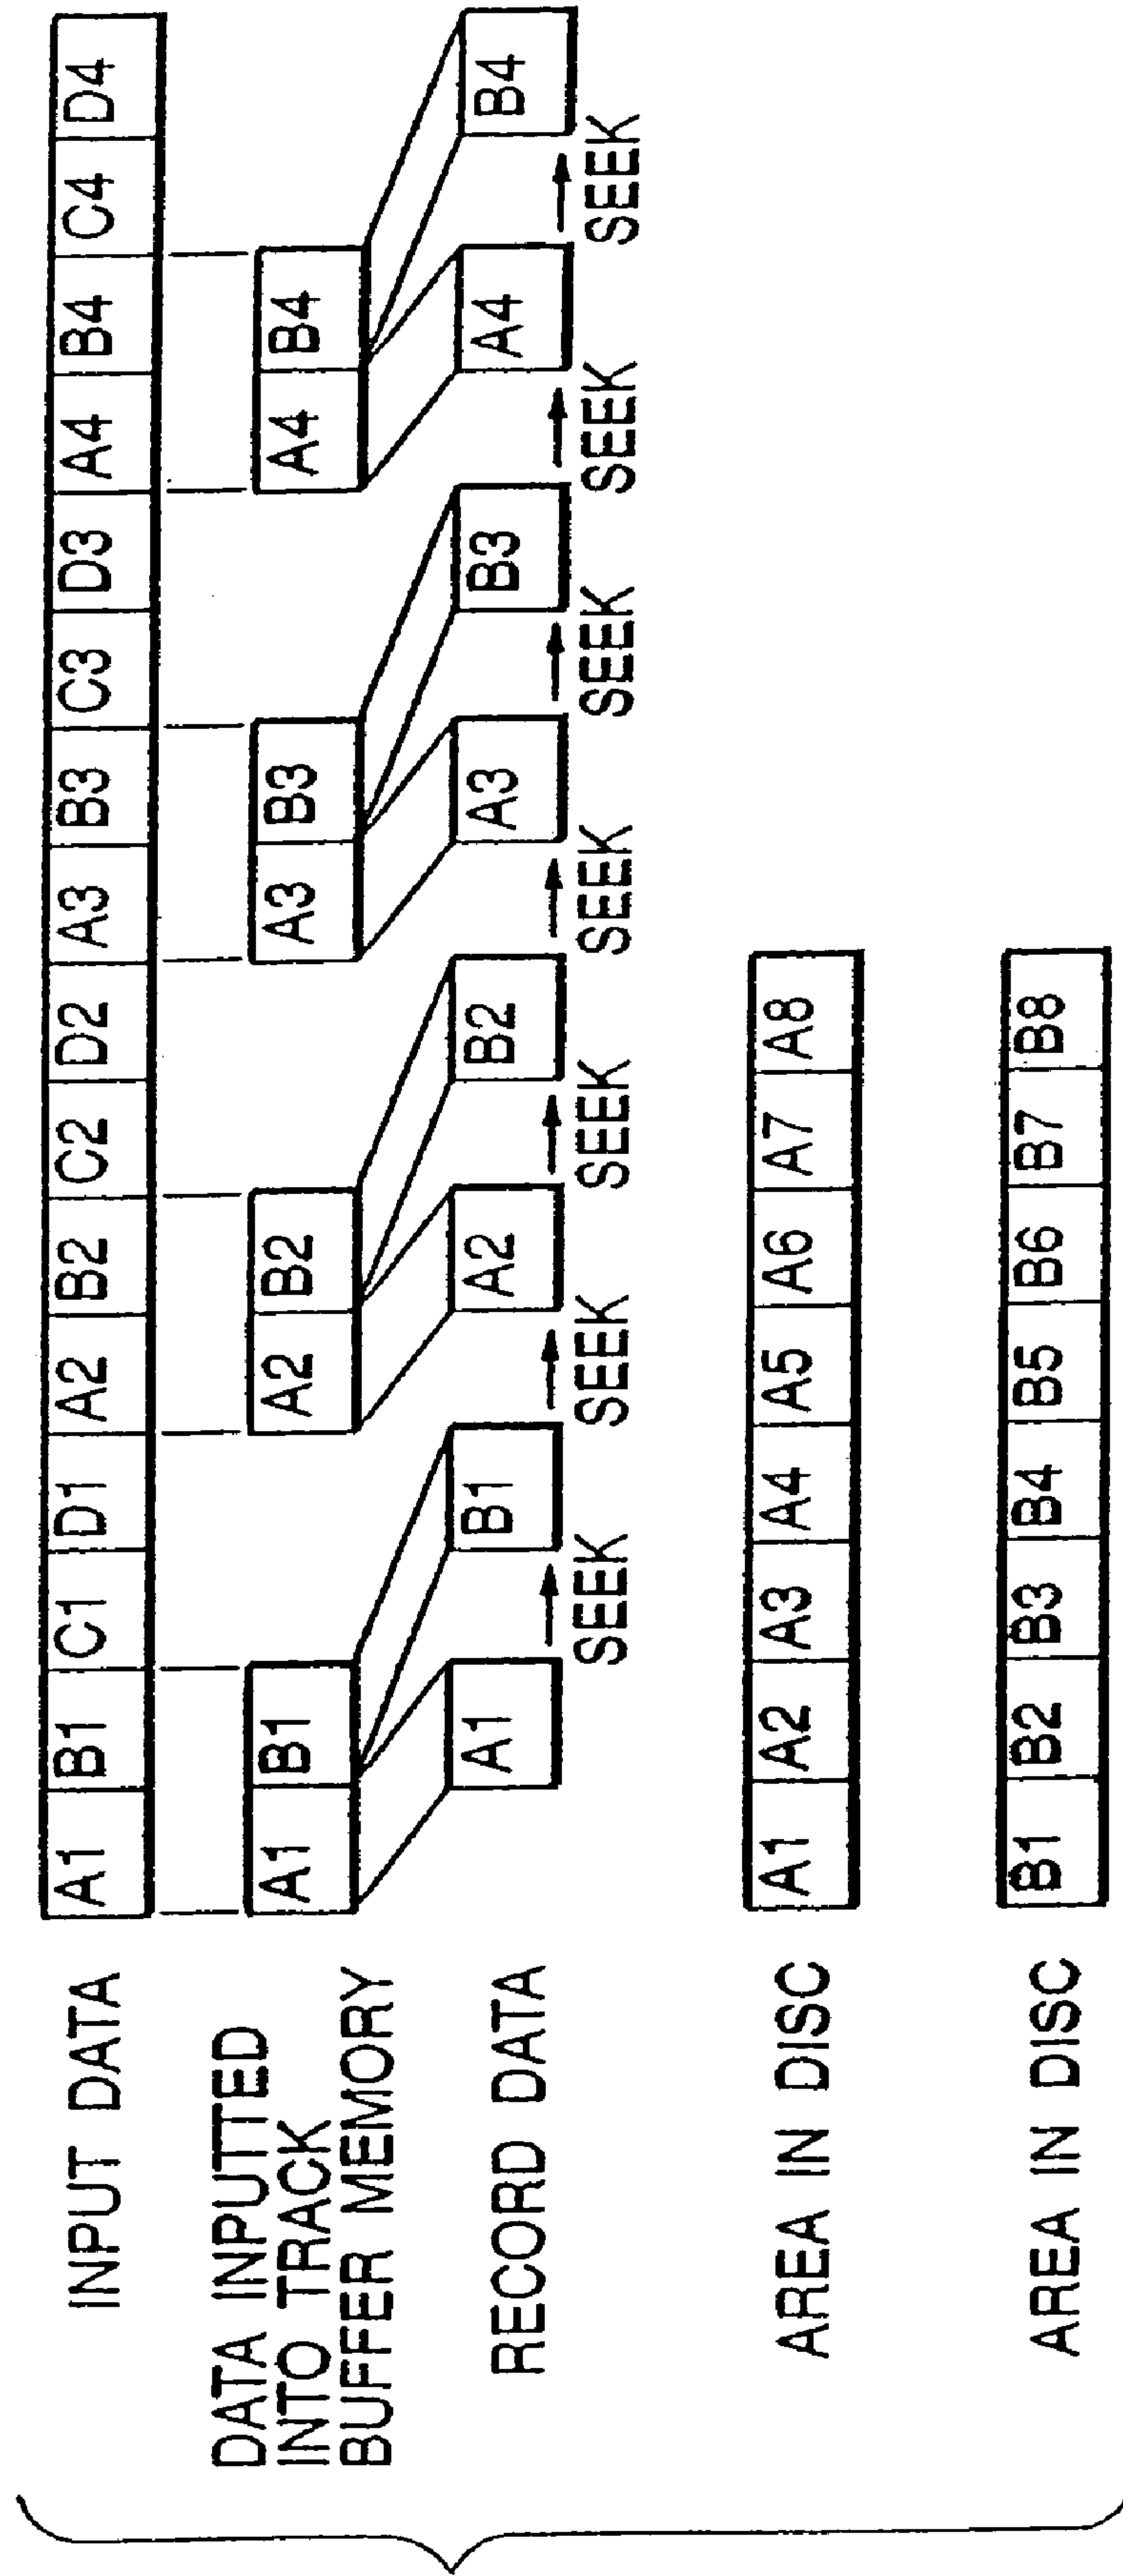 INPUT DATA
A1 B1 C1 D1 A2 B2 C2 D2 A3 B3 C3 D3 A4 B4 C4 D4
DATA INPUTTED
INTO TRACK
BUFFER MEMORY
A1 B1 A2 B2 A3 B3 A4 B4
RECORD DATA
A1 B1 A2 B2 A3 B3 A4 B4
SEEK SEEK SEEK SEEK SEEK SEEK SEEK
AREA IN DISC
A1 A2 A3 A4 A5 A6 A7 A8
AREA IN DISC
B1 B2 B3 B4 B5 B6 B7 B8